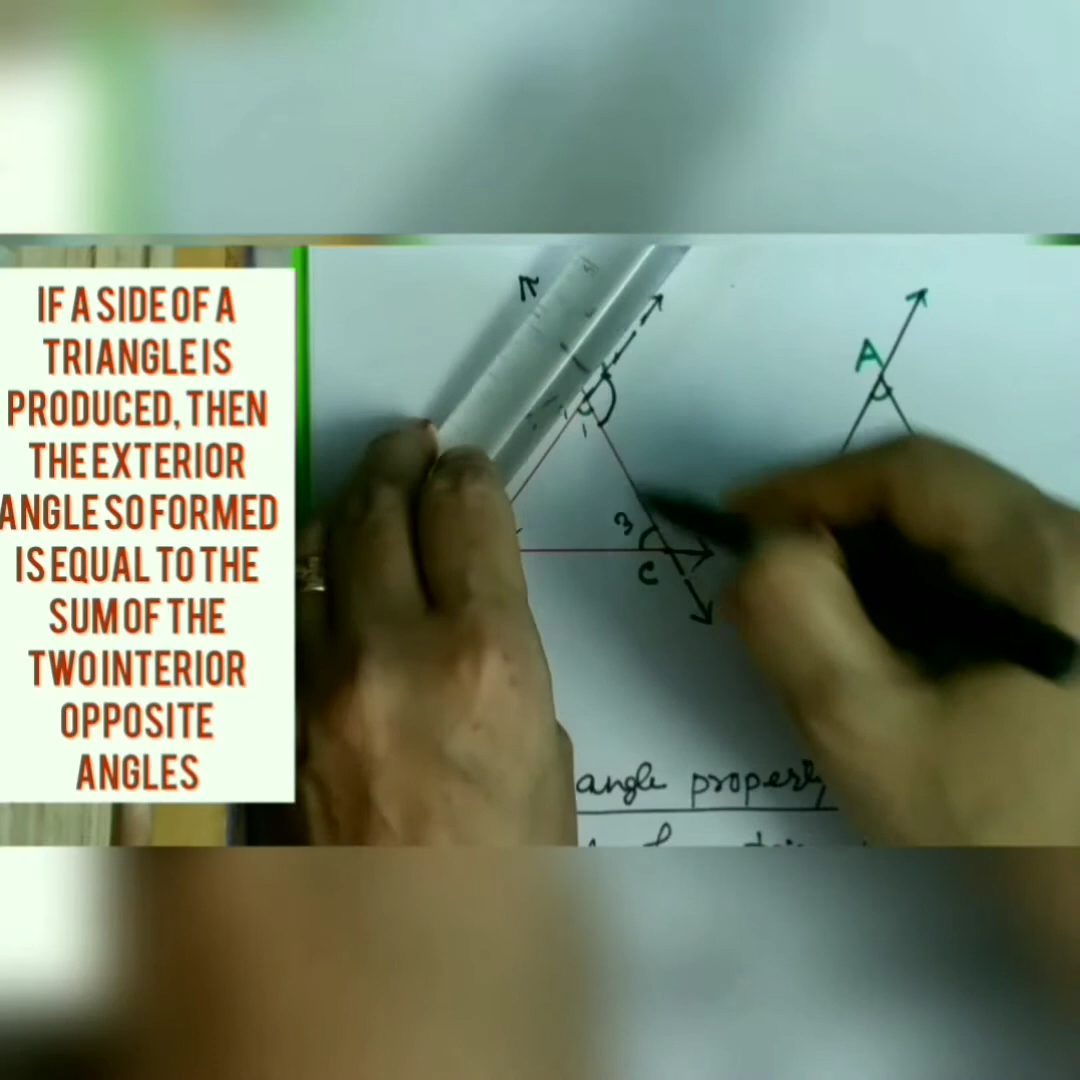 IF A SIDE OF A
TRIANGLE IS
PRODUCED, THEN
THE EXTERIOR
ANGLE SO FORMED
IS EQUAL TO THE
SUM OF THE
TWO INTERIOR
OPPOSITE
ANGLES
A
1
3
C
angle property